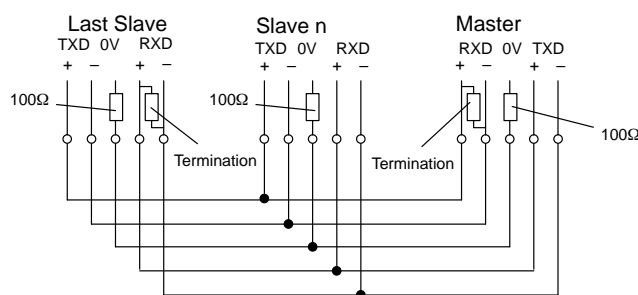 Last Slave Slave n Master
TXD 0V RXD TXD 0V RXD RXD 0V TXD
+ − + − + − + − + − + −
100Ω 100Ω 100Ω
Termination Termination